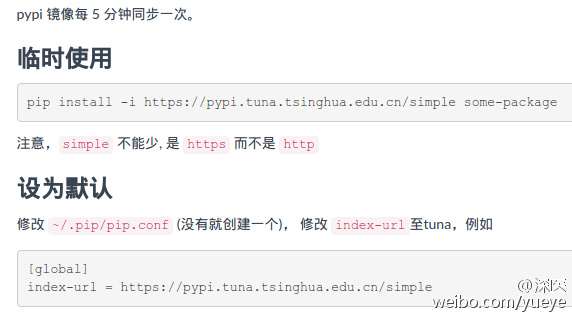 pypi 镜像每 5 分钟同步一次。
临时使用
pip install -i https://pypi.tuna.tsinghua.edu.cn/simple some-package
注意，simple 不能少, 是 https 而不是 http
设为默认
修改 ~/.pip/pip.conf (没有就创建一个)， 修改 index-url 至tuna，例如
[global]
index-url = https://pypi.tuna.tsinghua.edu.cn/simple
weibo.com/yueye